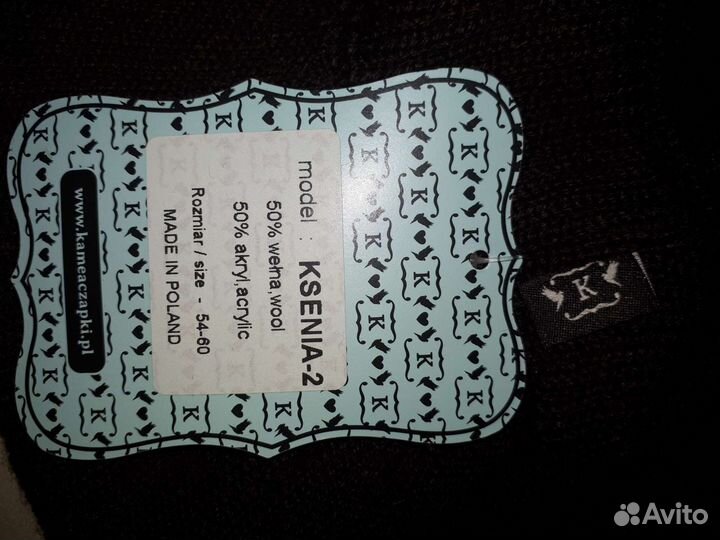 model : KSENIA-2
50% wełna,wool
50% akryl,acrylic
Rozmiar / size - 54-60
MADE IN POLAND
www.kameaczapki.pl
K
Avito